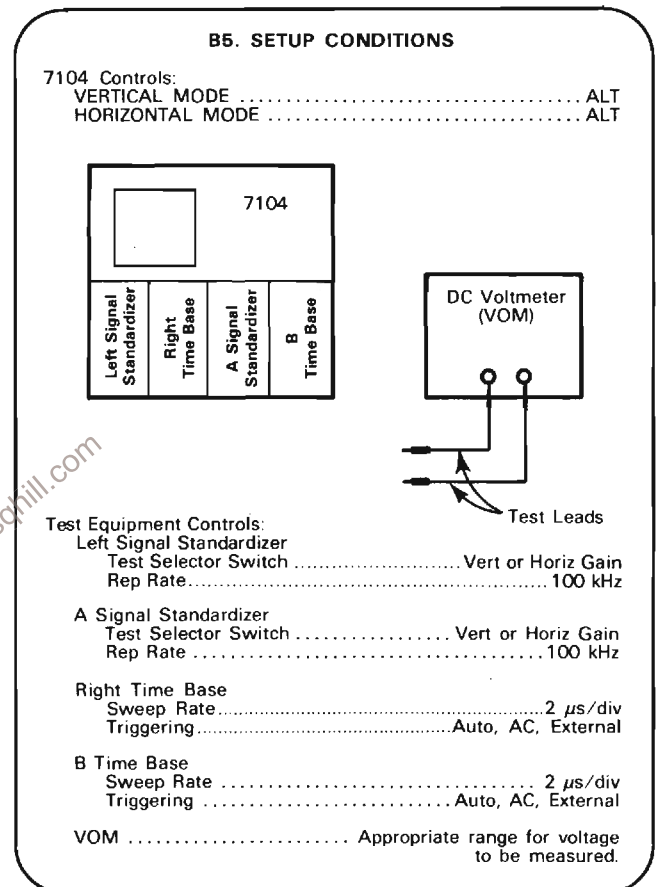 B5. SETUP CONDITIONS
7104 Controls:
VERTICAL MODE .................................. ALT
HORIZONTAL MODE ............................... ALT
7104
Left Signal
Standardizer
Right
Time Base
A Signal
Standardizer
B
Time Base
DC Voltmeter
(VOM)
Test Leads
Test Equipment Controls:
Left Signal Standardizer
Test Selector Switch .......................... Vert or Horiz Gain
Rep Rate.................................................... 100 kHz
A Signal Standardizer
Test Selector Switch ................ Vert or Horiz Gain
Rep Rate ................................... 100 kHz
Right Time Base
Sweep Rate.................................................... 2 μs/div
Triggering........................................ Auto, AC, External
B Time Base
Sweep Rate ................................ 2 μs/div
Triggering ......................... Auto, AC, External
VOM ........................ Appropriate range for voltage
to be measured.